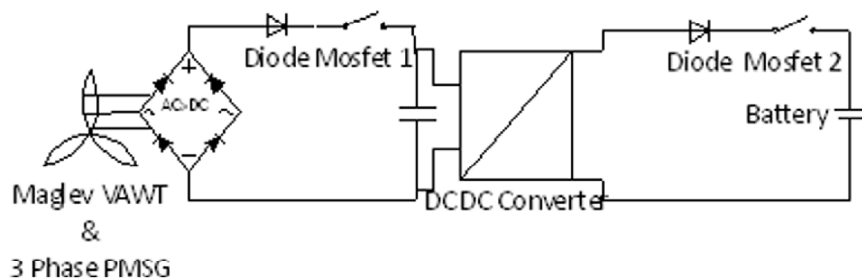 Diode Mosfet 1
Diode Mosfet 2
AC>DC
Battery
Maglev VAWT
&
3 Phase PMSG
DCDC Converter